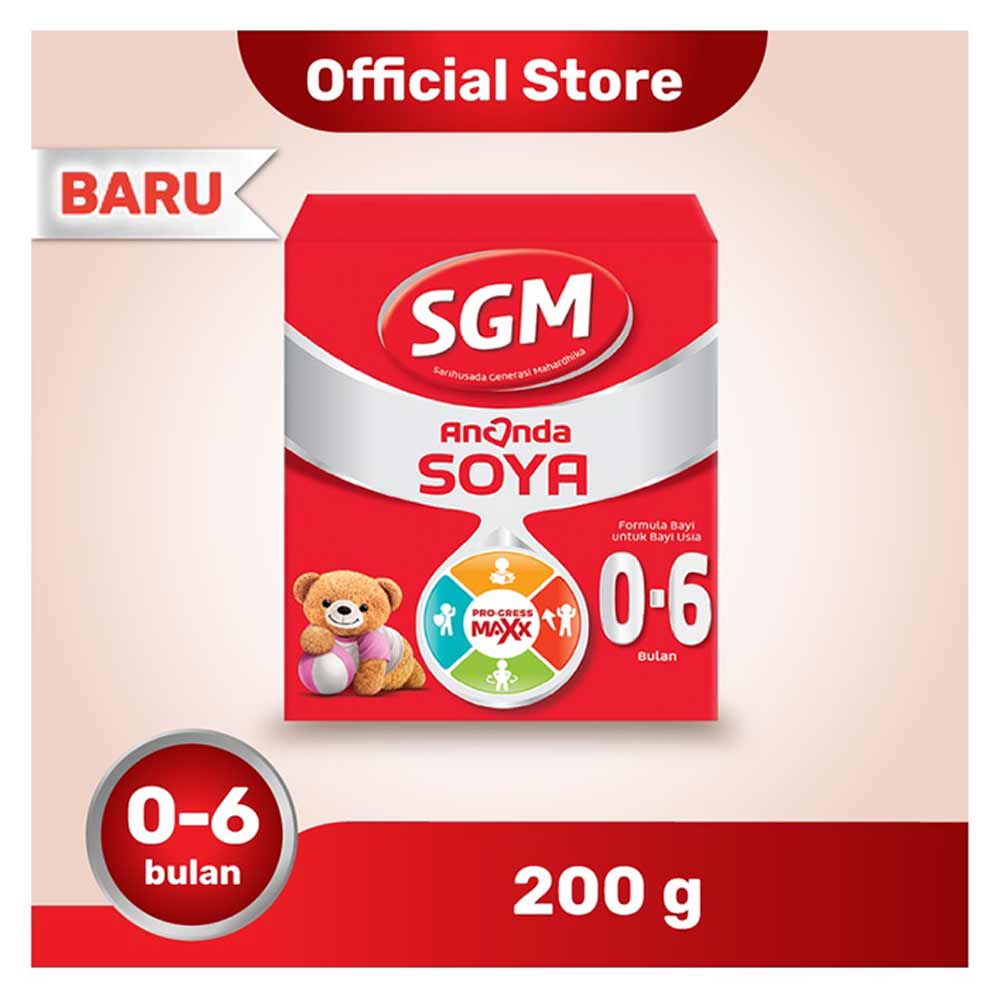 Official Store
BARU
SGM
Sarihusada Generasi Mahardhika
Ananda
SOYA
Formula Bayi
untuk Bayi Usia
0-6
Bulan
PRO-GRESS
MAXX
0-6
bulan
200 g